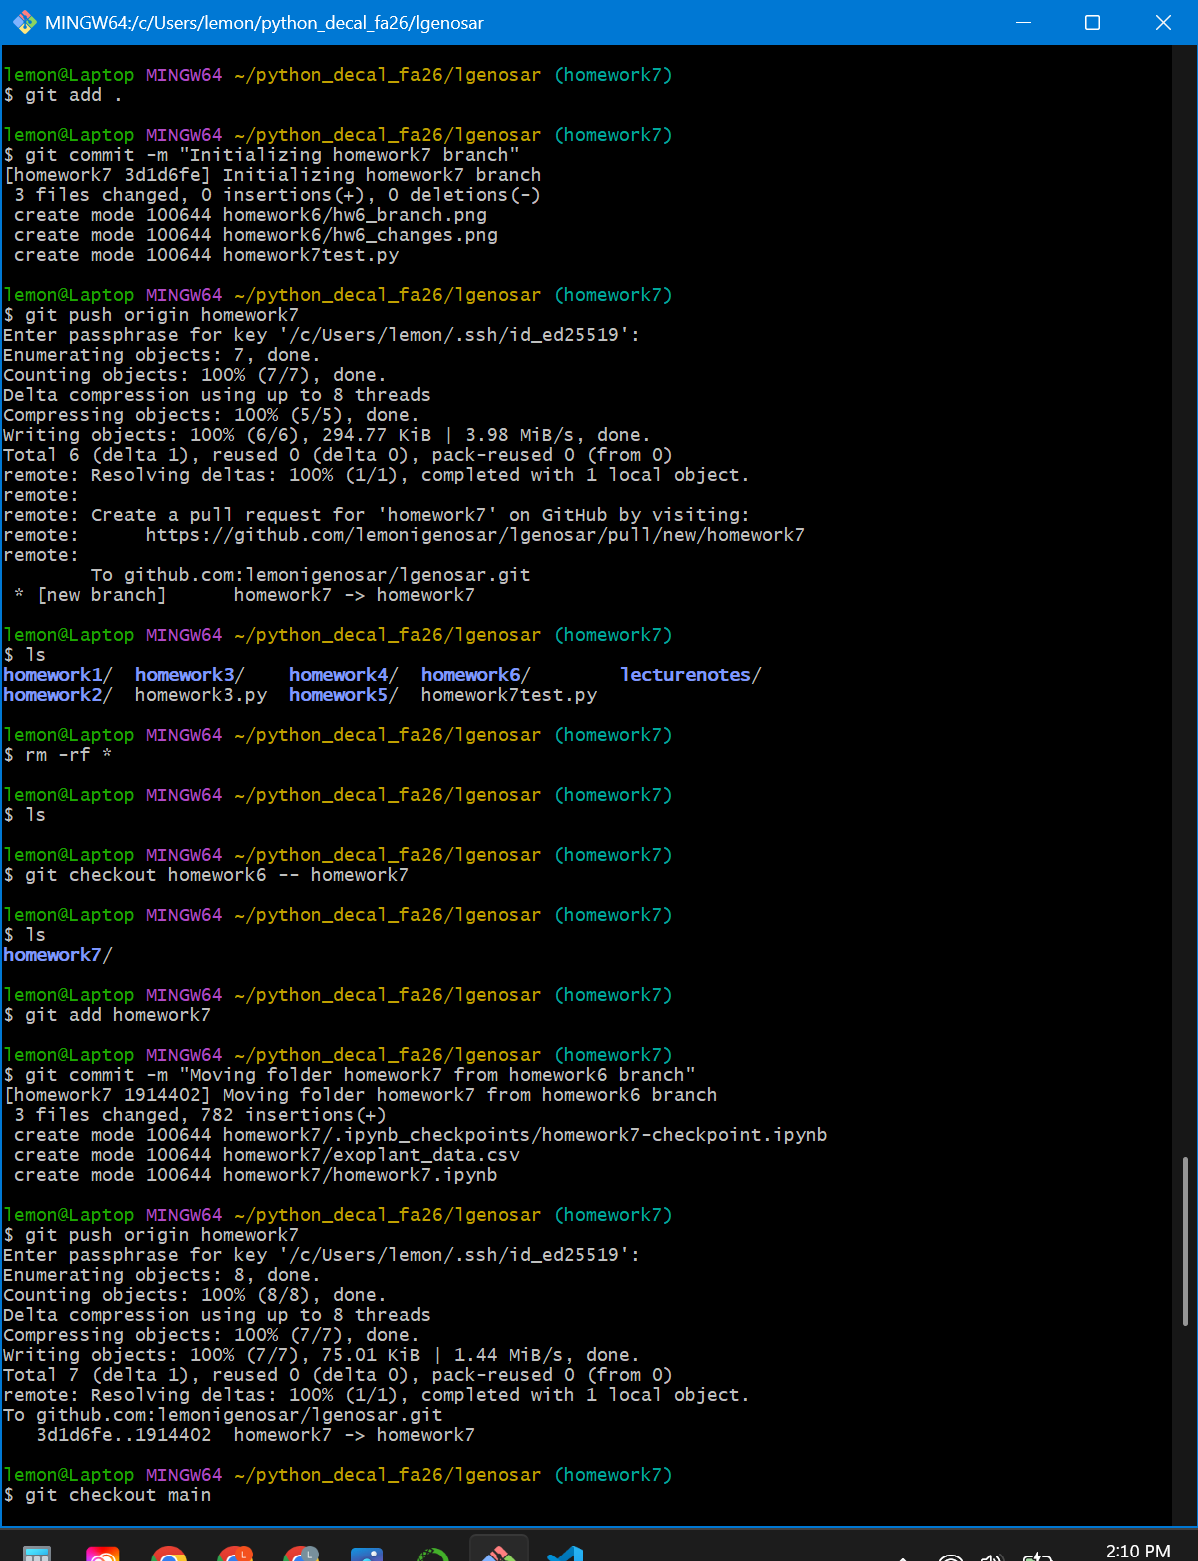 MINGW64:/c/Users/lemon/python_decal_fa26/lgenosar
lemon@Laptop MINGW64 ~/python_decal_fa26/lgenosar (homework7)
$ git add .
lemon@Laptop MINGW64 ~/python_decal_fa26/lgenosar (homework7)
$ git commit -m "Initializing homework7 branch"
[homework7 3d1d6fe] Initializing homework7 branch
 3 files changed, 0 insertions(+), 0 deletions(-)
 create mode 100644 homework6/hw6_branch.png
 create mode 100644 homework6/hw6_changes.png
 create mode 100644 homework7test.py
lemon@Laptop MINGW64 ~/python_decal_fa26/lgenosar (homework7)
$ git push origin homework7
Enter passphrase for key '/c/Users/lemon/.ssh/id_ed25519':
Enumerating objects: 7, done.
Counting objects: 100% (7/7), done.
Delta compression using up to 8 threads
Compressing objects: 100% (5/5), done.
Writing objects: 100% (6/6), 294.77 KiB | 3.98 MiB/s, done.
Total 6 (delta 1), reused 0 (delta 0), pack-reused 0 (from 0)
remote: Resolving deltas: 100% (1/1), completed with 1 local object.
remote:
remote: Create a pull request for 'homework7' on GitHub by visiting:
remote:      https://github.com/lemonigenosar/lgenosar/pull/new/homework7
remote:
        To github.com:lemonigenosar/lgenosar.git
 * [new branch]      homework7 -> homework7
lemon@Laptop MINGW64 ~/python_decal_fa26/lgenosar (homework7)
$ ls
homework1/  homework3/    homework4/  homework6/        lecturenotes/
homework2/  homework3.py  homework5/  homework7test.py
lemon@Laptop MINGW64 ~/python_decal_fa26/lgenosar (homework7)
$ rm -rf *
lemon@Laptop MINGW64 ~/python_decal_fa26/lgenosar (homework7)
$ ls
lemon@Laptop MINGW64 ~/python_decal_fa26/lgenosar (homework7)
$ git checkout homework6 -- homework7
lemon@Laptop MINGW64 ~/python_decal_fa26/lgenosar (homework7)
$ ls
homework7/
lemon@Laptop MINGW64 ~/python_decal_fa26/lgenosar (homework7)
$ git add homework7
lemon@Laptop MINGW64 ~/python_decal_fa26/lgenosar (homework7)
$ git commit -m "Moving folder homework7 from homework6 branch"
[homework7 1914402] Moving folder homework7 from homework6 branch
 3 files changed, 782 insertions(+)
 create mode 100644 homework7/.ipynb_checkpoints/homework7-checkpoint.ipynb
 create mode 100644 homework7/exoplant_data.csv
 create mode 100644 homework7/homework7.ipynb
lemon@Laptop MINGW64 ~/python_decal_fa26/lgenosar (homework7)
$ git push origin homework7
Enter passphrase for key '/c/Users/lemon/.ssh/id_ed25519':
Enumerating objects: 8, done.
Counting objects: 100% (8/8), done.
Delta compression using up to 8 threads
Compressing objects: 100% (7/7), done.
Writing objects: 100% (7/7), 75.01 KiB | 1.44 MiB/s, done.
Total 7 (delta 1), reused 0 (delta 0), pack-reused 0 (from 0)
remote: Resolving deltas: 100% (1/1), completed with 1 local object.
To github.com:lemonigenosar/lgenosar.git
   3d1d6fe..1914402  homework7 -> homework7
lemon@Laptop MINGW64 ~/python_decal_fa26/lgenosar (homework7)
$ git checkout main
2:10 PM